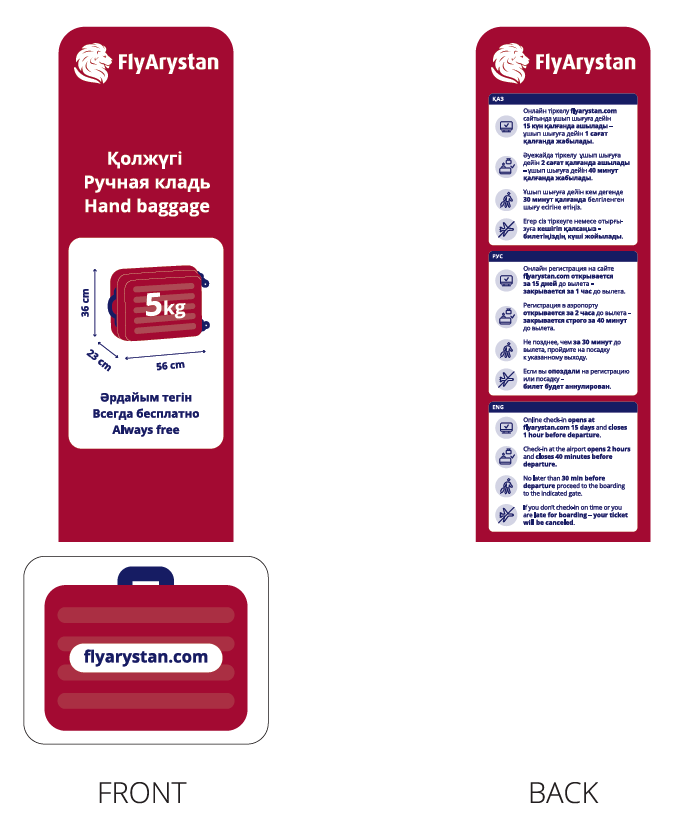 FlyArystan
Қолжүгі
Ручная кладь
Hand baggage
36 cm
5kg
23 cm
56 cm
Әрдайым тегін
Всегда бесплатно
Always free
flyarystan.com
FRONT
FlyArystan
ҚАЗ
Онлайн тіркелу flyarystan.com
сайтында ұшып шығуға дейін
15 күн қалғанда ашылады –
ұшып шығуға дейін 1 сағат
қалғанда жабылады.
Әуежайда тіркелу ұшып шығуға
дейін 2 сағат қалғанда ашылады
– ұшып шығуға дейін 40 минут
қалғанда жабылады.
Ұшып шығуға дейін кем дегенде
30 минут қалғанда белгіленген
шығу есігіне өтіңіз.
Егер сіз тіркеуге немесе отырғы-
зуға кешігіп қалсаңыз –
билетіңіздің күші жойылады.
РУС
Онлайн регистрация на сайте
flyarystan.com открывается
за 15 дней до вылета –
закрывается за 1 час до вылета.
Регистрация в аэропорту
открывается за 2 часа до вылета –
закрывается строго за 40 минут
до вылета.
Не позднее, чем за 30 минут до
вылета, пройдите на посадку
к указанному выходу.
Если вы опоздали на регистрацию
или посадку –
билет будет аннулирован.
ENG
Online check-in opens at
flyarystan.com 15 days and closes
1 hour before departure.
Check-in at the airport opens 2 hours
and closes 40 minutes before
departure.
No later than 30 min before
departure proceed to the boarding
to the indicated gate.
If you don't check-in on time or you
are late for boarding – your ticket
will be canceled.
BACK